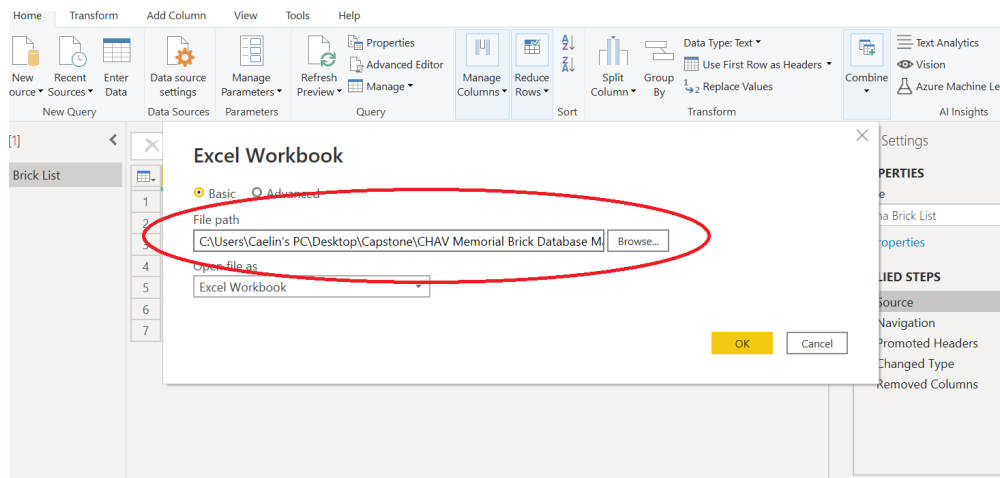 Home Transform Add Column View Tools Help
New Source Recent Sources Enter Data
New Query
Data source settings
Data Sources
Manage Parameters
Parameters
Refresh Preview
Properties
Advanced Editor
Manage
Query
Manage Columns
Reduce Rows
Sort
Split Column
Group By
Data Type: Text
Use First Row as Headers
1 2 Replace Values
Transform
Combine
Text Analytics
Vision
Azure Machine Le
AI Insights
[1]
Brick List
1
2
3
4
5
6
7
Excel Workbook
Basic Advanced
File path
C:\Users\Caelin's PC\Desktop\Capstone\CHAV Memorial Brick Database M
Browse...
Open file as
Excel Workbook
OK Cancel
Settings
PERTIES
e
na Brick List
roperties
LIED STEPS
Source
Navigation
Promoted Headers
Changed Type
Removed Columns